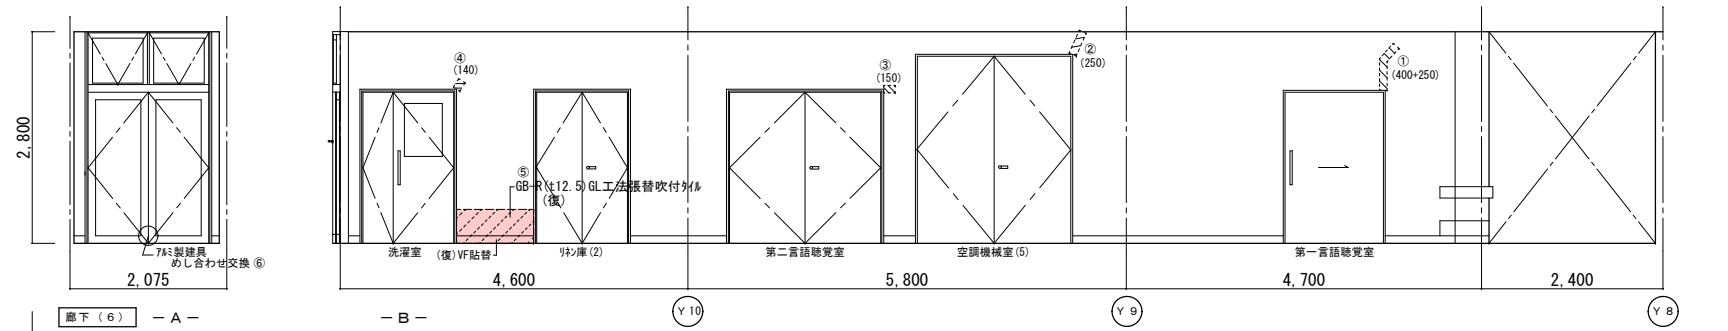 2,800
アルミ製建具
めし合わせ交換 ⑥
2,075
廊下（６）
－Ａ－
④
(140)
⑤
GB-R(t12.5)GL工法張替吹付タイル
(復)
③
(150)
②
(250)
①
(400+250)
洗濯室
(復)VF貼替
リネン庫(2)
第二言語聴覚室
空調機械室(5)
第一言語聴覚室
4,600
5,800
4,700
2,400
－Ｂ－
Y 10
Y 9
Y 8